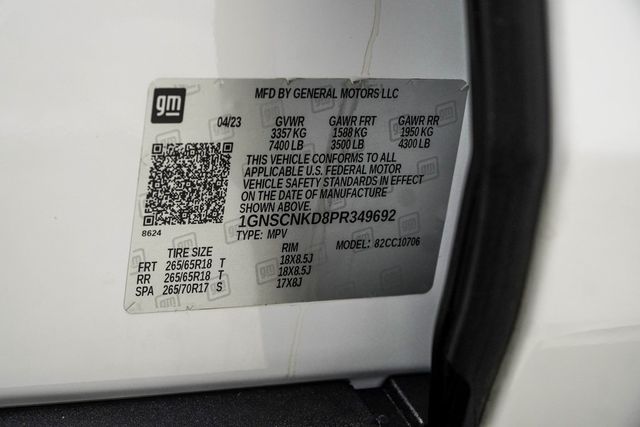 gm
MFD BY GENERAL MOTORS LLC
04/23 GVWR GAWR FRT GAWR RR
3357 KG 1588 KG 1950 KG
7400 LB 3500 LB 4300 LB
THIS VEHICLE CONFORMS TO ALL
APPLICABLE U.S. FEDERAL MOTOR
VEHICLE SAFETY STANDARDS IN EFFECT
ON THE DATE OF MANUFACTURE
SHOWN ABOVE.
1GNSCNKD8PR349692
8624
TYPE: MPV MODEL: 82CC10706
TIRE SIZE RIM
FRT 265/65R18 T 18X8.5J
RR 265/65R18 T 18X8.5J
SPA 265/70R17 S 17X8J